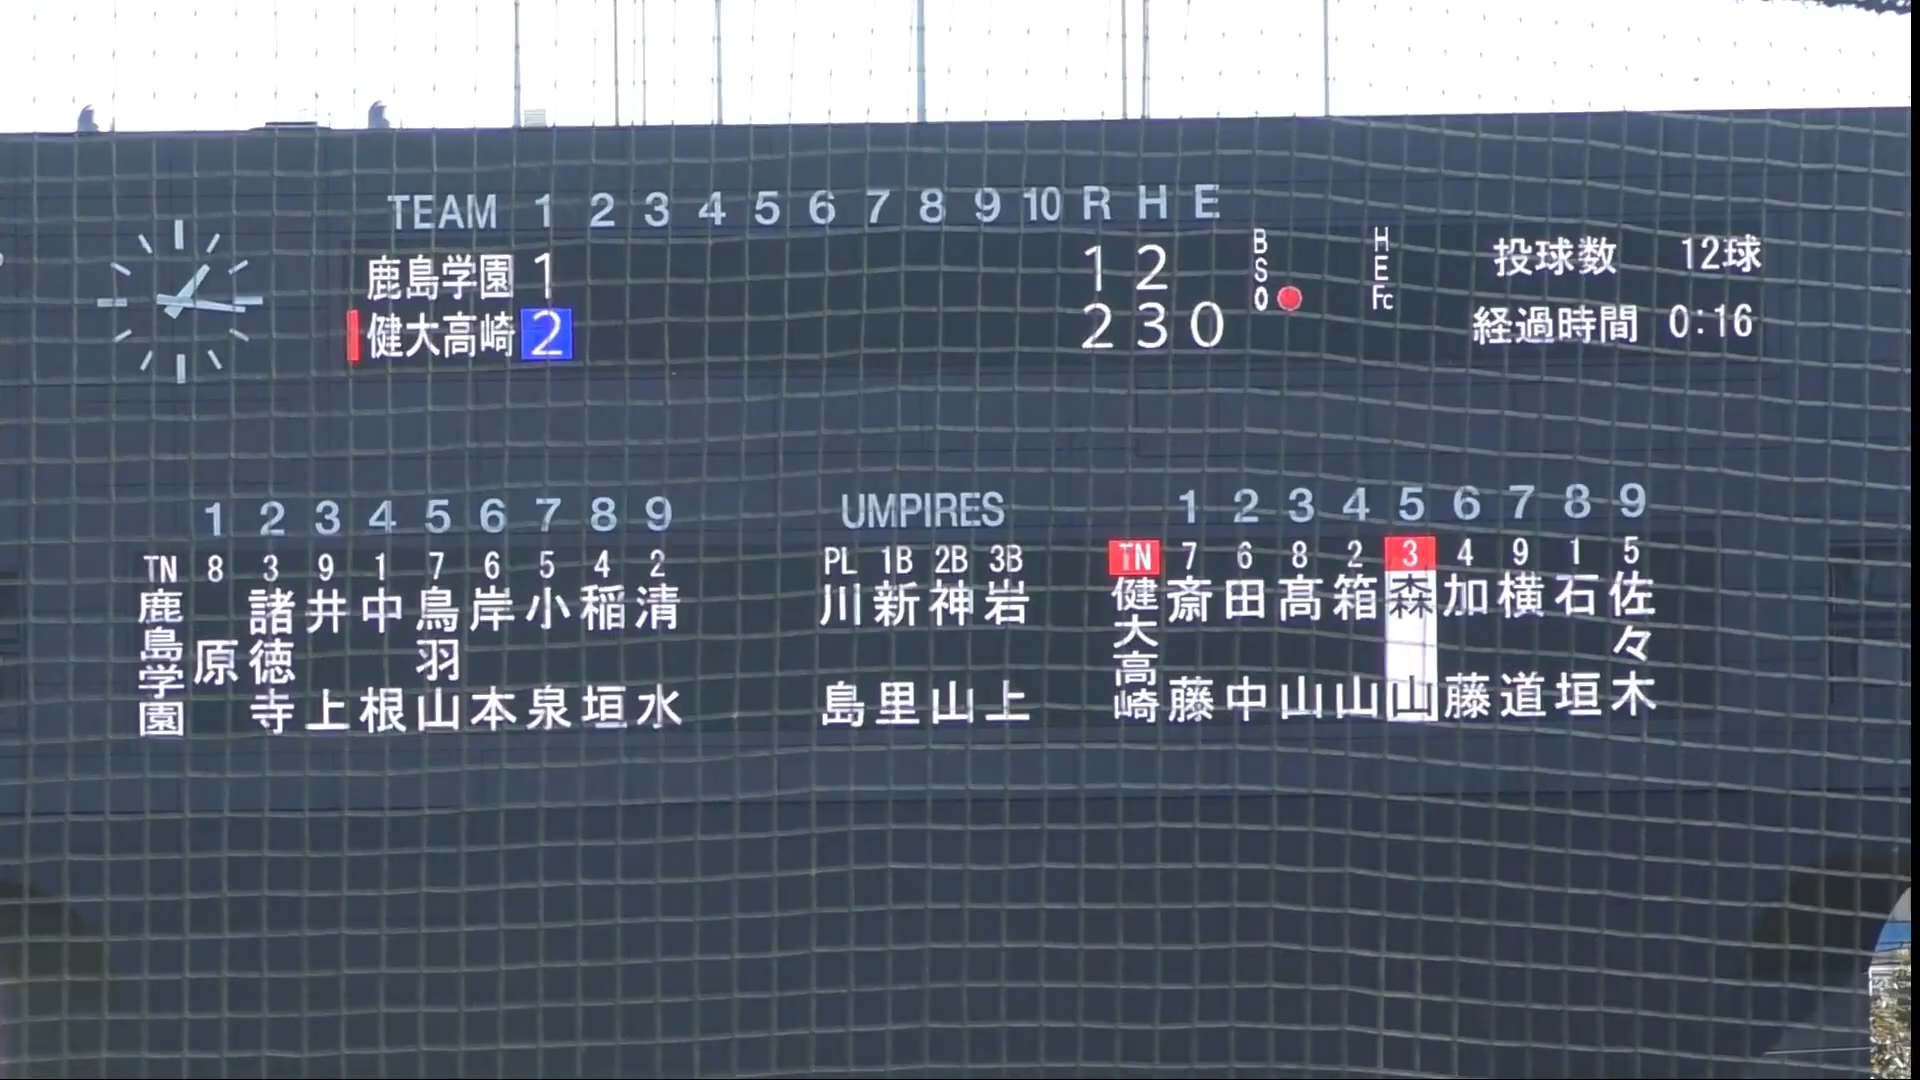 TEAM 1 2 3 4 5 6 7 8 9 10 R H E
鹿島学園 1 1 2
健大高崎 2 2 3 0
B
S
O
H
E
Fc
投球数 12球
経過時間 0:16
1 2 3 4 5 6 7 8 9
TN 8 3 9 1 7 6 5 4 2
鹿島学園
原
諸徳寺
井上
中根
鳥羽山
岸本
小泉
稲垣
清水
UMPIRES
PL 1B 2B 3B
川島
新里
神山
岩上
1 2 3 4 5 6 7 8 9
TN 7 6 8 2 3 4 9 1 5
健大高崎
斎藤
田中
髙山
箱山
森山
加藤
横道
石垣
佐々木